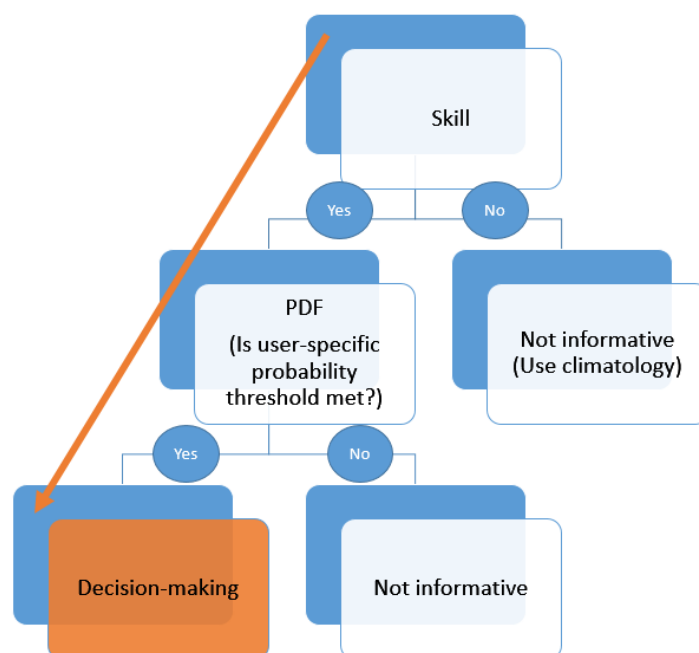 Skill
Yes
No
PDF
(Is user-specific
probability
threshold met?)
Not informative
(Use climatology)
Yes
No
Decision-making
Not informative